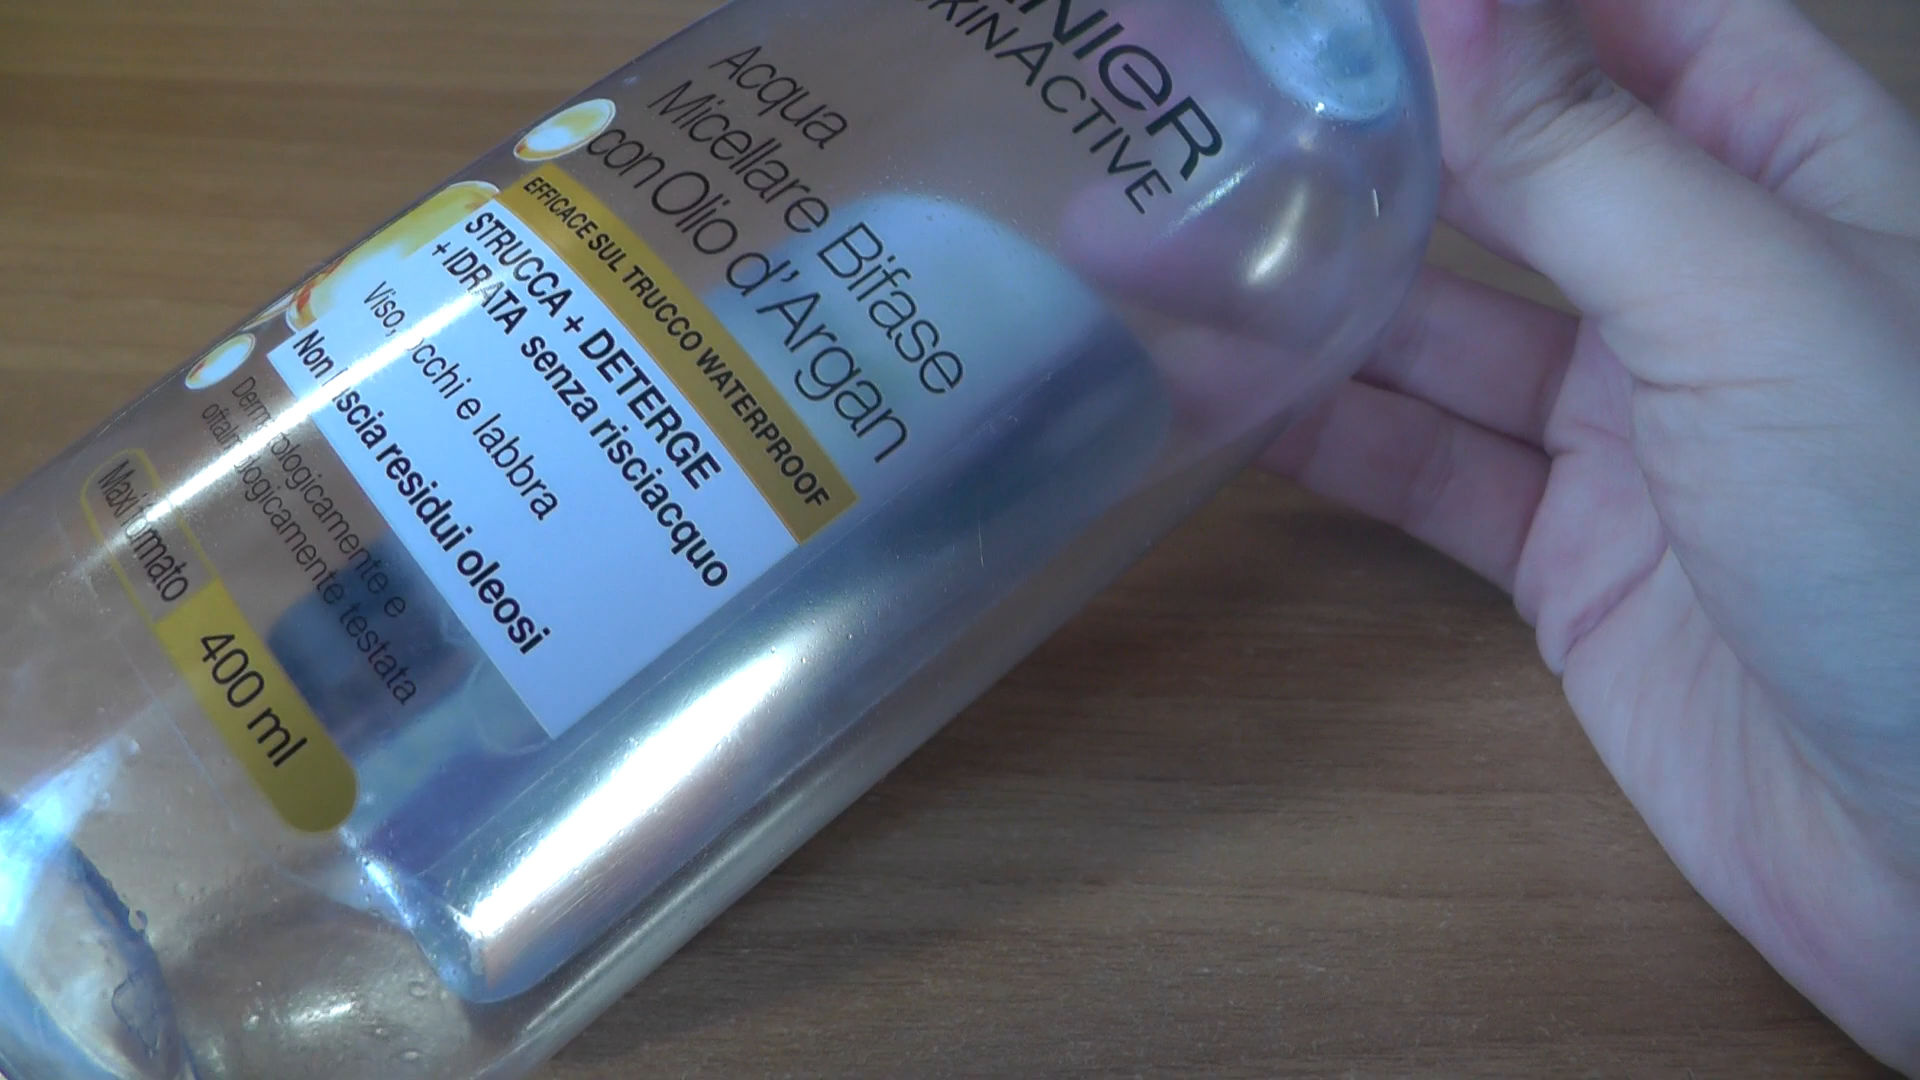 NIER
SKINACTIVE
Acqua
Micellare Bifase
con Olio d'Argan
EFFICACE SUL TRUCCO WATERPROOF
STRUCCA + DETERGE
+ IDRATA senza risciacquo
Viso, occhi e labbra
Non lascia residui oleosi
Dermatologicamente e
oftalmologicamente testata
Maxi formato
400 ml